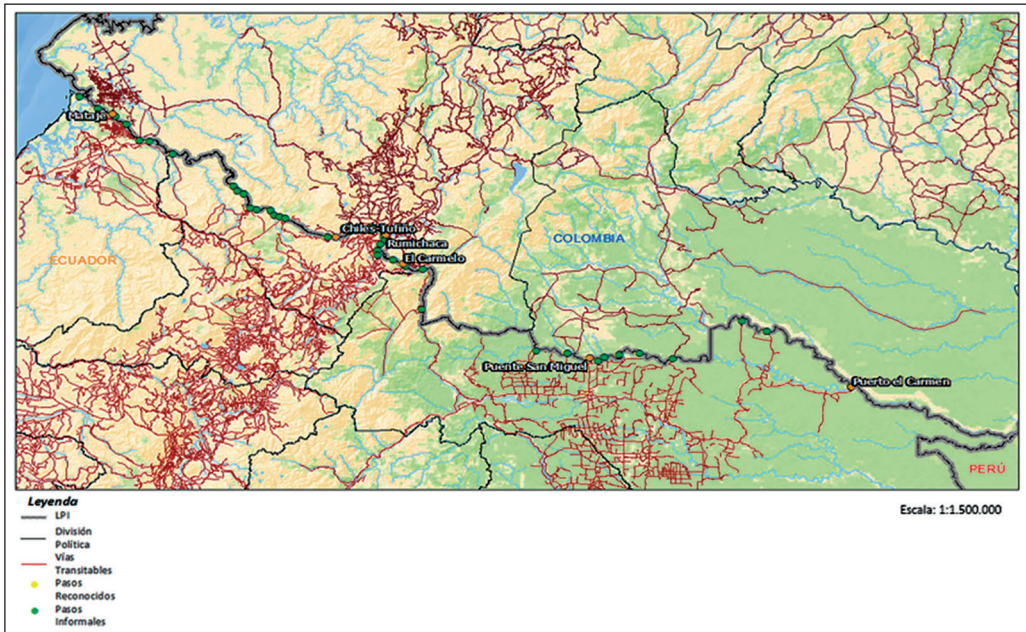 Mataje
Chiles-Tufino
Rumichaca
El Carmelo
COLOMBIA
ECUADOR
Puente San Miguel
Puerto el Carmen
PERÚ
Leyenda
LPI
División
Política
Vías
Transitables
Pasos
Reconocidos
Pasos
Informales
Escala: 1:1.500.000